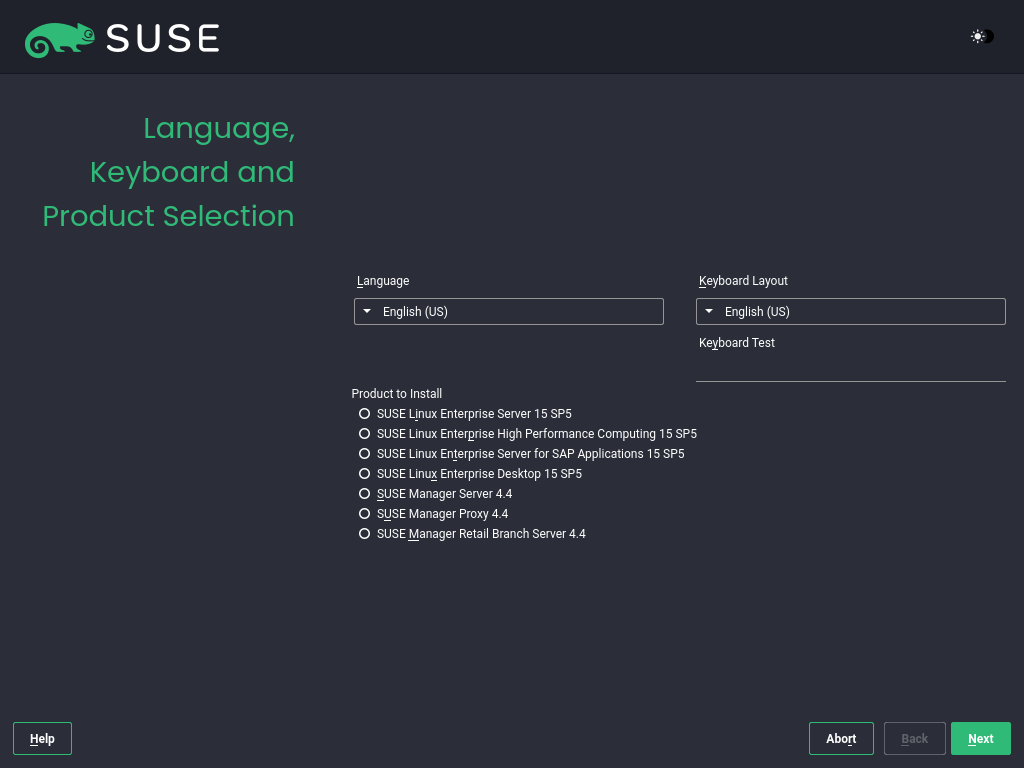 SUSE
Language,
Keyboard and
Product Selection
Language
Keyboard Layout
English (US)
English (US)
Keyboard Test
Product to Install
SUSE Linux Enterprise Server 15 SP5
SUSE Linux Enterprise High Performance Computing 15 SP5
SUSE Linux Enterprise Server for SAP Applications 15 SP5
SUSE Linux Enterprise Desktop 15 SP5
SUSE Manager Server 4.4
SUSE Manager Proxy 4.4
SUSE Manager Retail Branch Server 4.4
Help
Abort
Back
Next